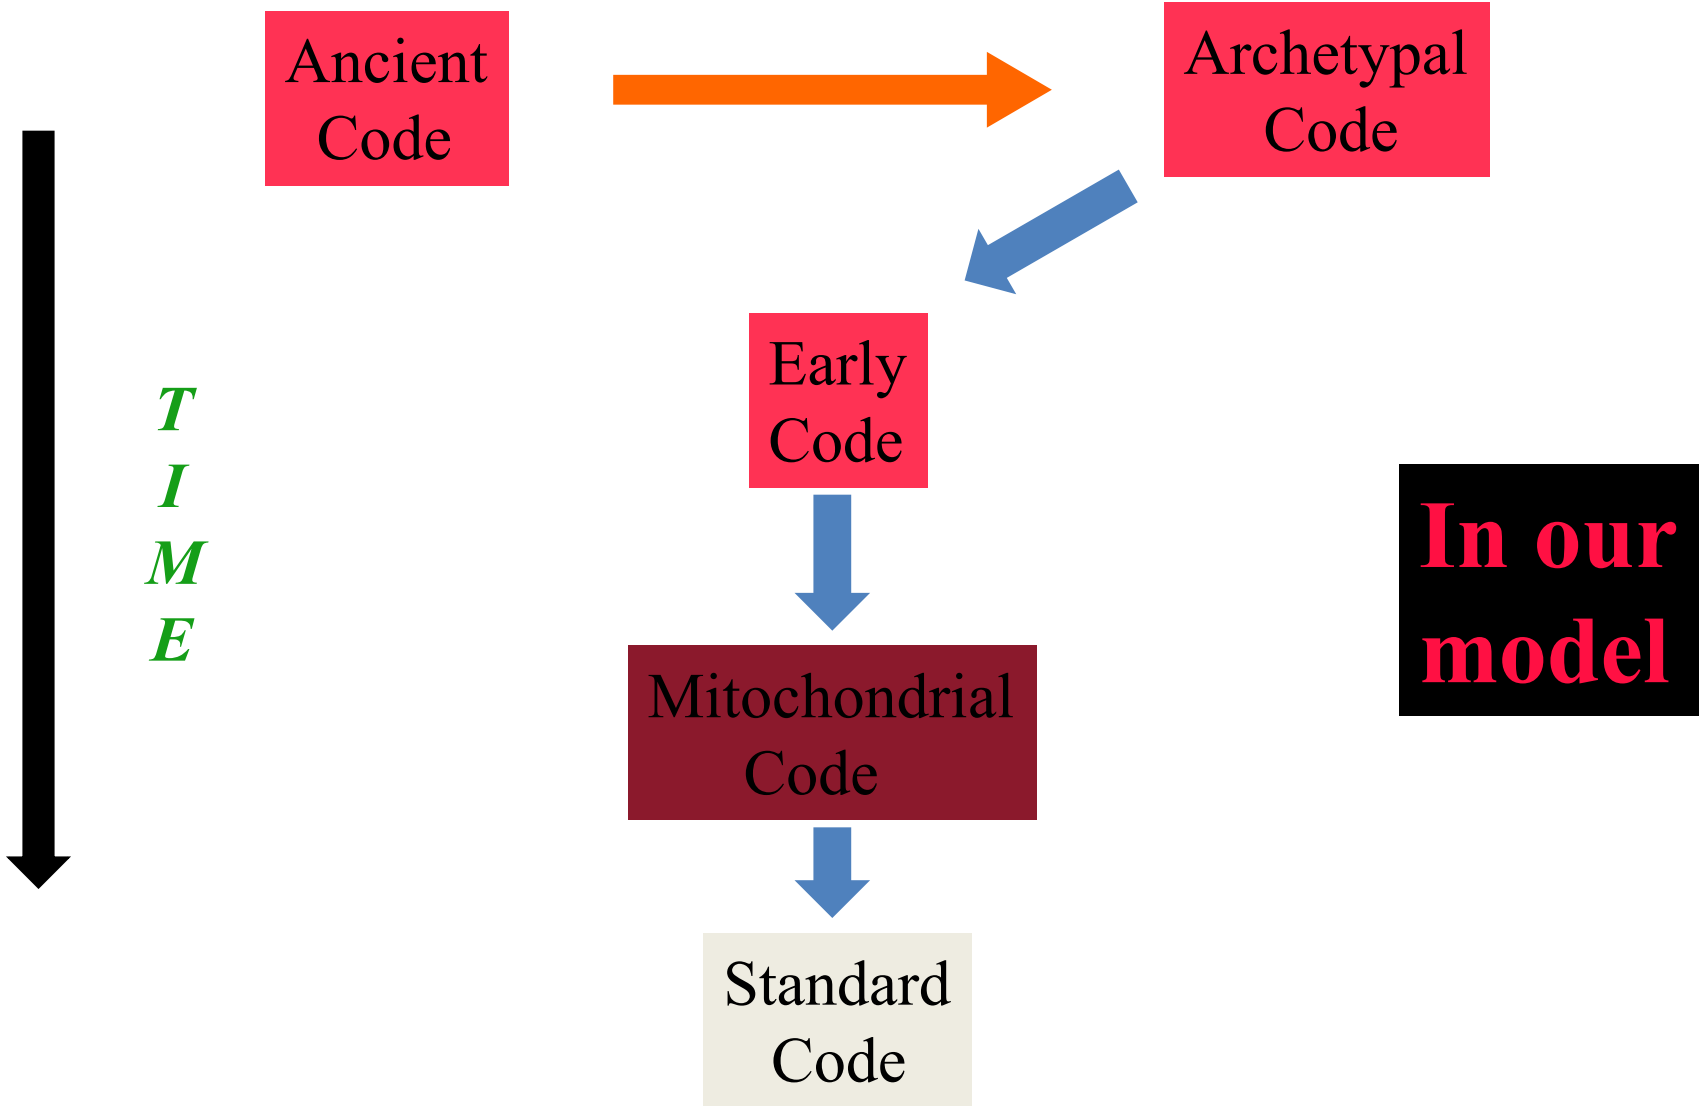 Ancient
Code
Archetypal
Code
Early
Code
T
I
M
E
In our
model
Mitochondrial
Code
Standard
Code